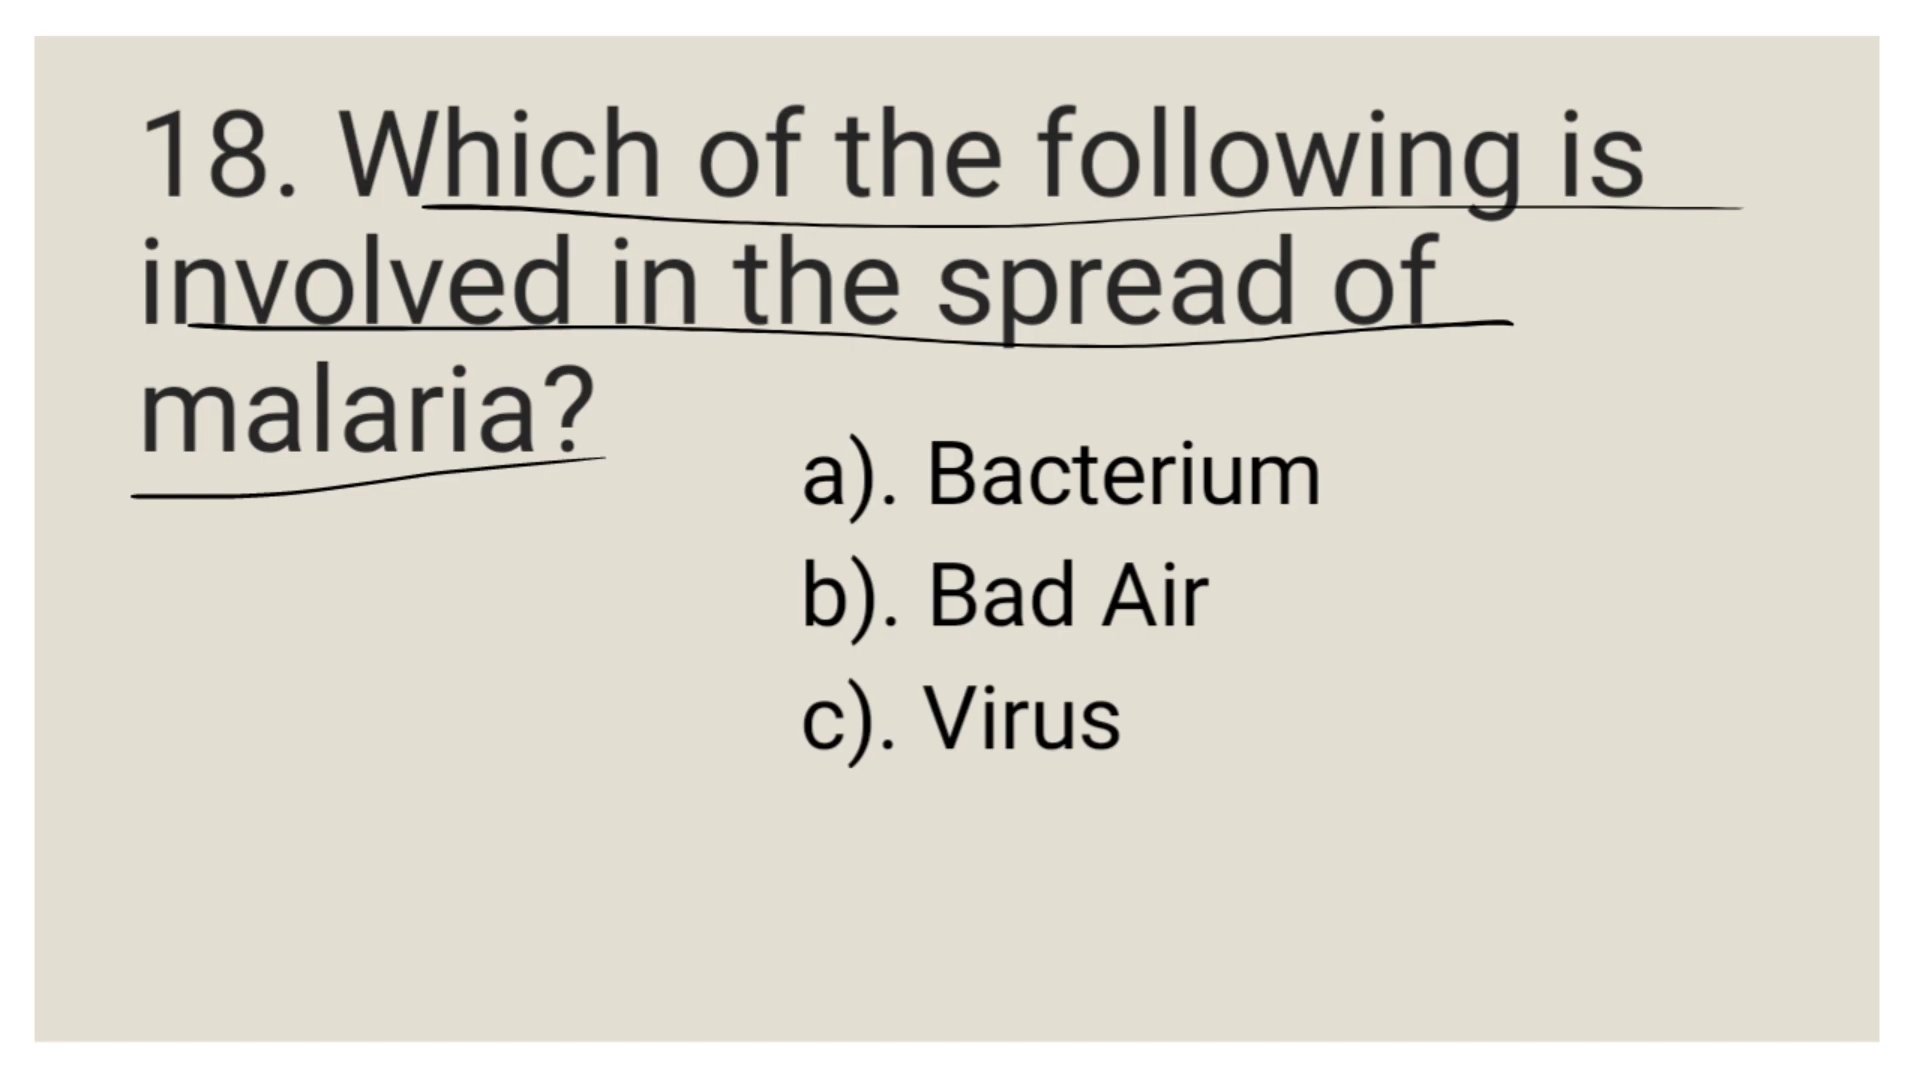 18. Which of the following is
involved in the spread of
malaria?
a). Bacterium
b). Bad Air
c). Virus